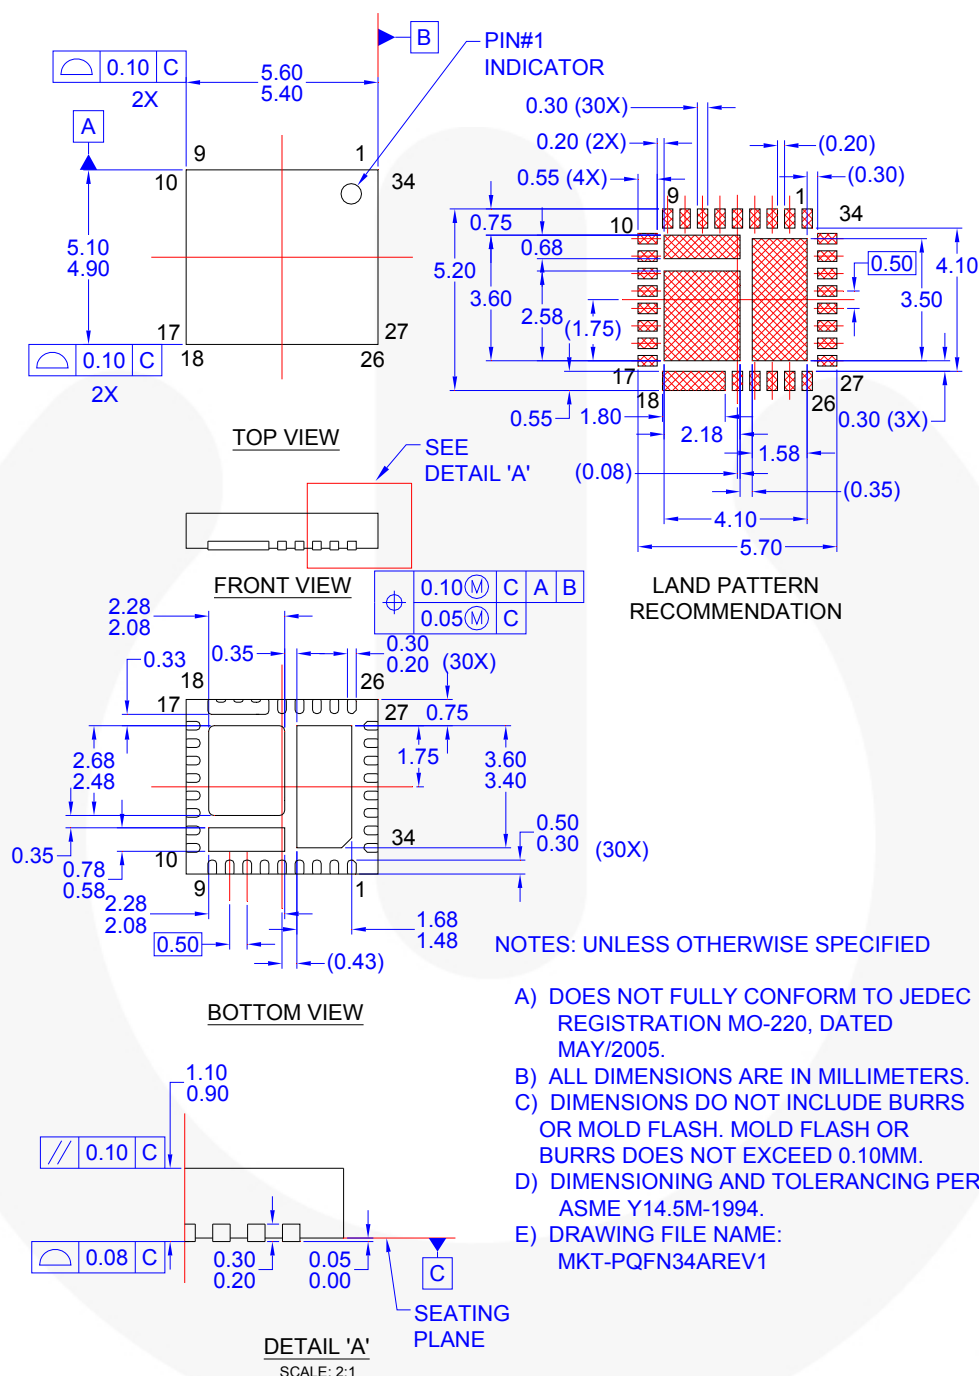 B
PIN#1
INDICATOR
0.10 C
2X
5.60
5.40
A
9
1
10
34
5.10
4.90
17
27
18
26
0.10 C
2X
TOP VIEW
0.30 (30X)
0.20 (2X)
(0.20)
0.55 (4X)
(0.30)
9
1
34
10
0.75
0.68
5.20
3.60
2.58
(1.75)
0.50
4.10
3.50
17
18
27
26
0.55
1.80
2.18
1.58
0.30 (3X)
(0.08)
(0.35)
4.10
5.70
LAND PATTERN
RECOMMENDATION
SEE
DETAIL 'A'
FRONT VIEW
0.10Ⓜ C A B
0.05Ⓜ C
2.28
2.08
0.33
0.35
0.30
0.20
(30X)
18
26
17
27
0.75
1.75
2.68
2.48
3.60
3.40
0.35
0.78
0.58
10
34
0.50
0.30
(30X)
9
1
2.28
2.08
1.68
1.48
0.50
(0.43)
BOTTOM VIEW
NOTES: UNLESS OTHERWISE SPECIFIED
A) DOES NOT FULLY CONFORM TO JEDEC
REGISTRATION MO-220, DATED
MAY/2005.
B) ALL DIMENSIONS ARE IN MILLIMETERS.
C) DIMENSIONS DO NOT INCLUDE BURRS
OR MOLD FLASH. MOLD FLASH OR
BURRS DOES NOT EXCEED 0.10MM.
D) DIMENSIONING AND TOLERANCING PER
ASME Y14.5M-1994.
E) DRAWING FILE NAME:
MKT-PQFN34AREV1
1.10
0.90
// 0.10 C
0.08 C
0.30
0.20
0.05
0.00
C
SEATING
PLANE
DETAIL 'A'
SCALE: 2:1